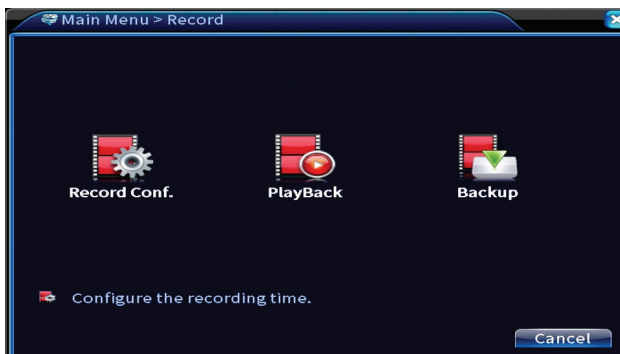 Main Menu > Record
Record Conf.
PlayBack
Backup
Configure the recording time.
Cancel